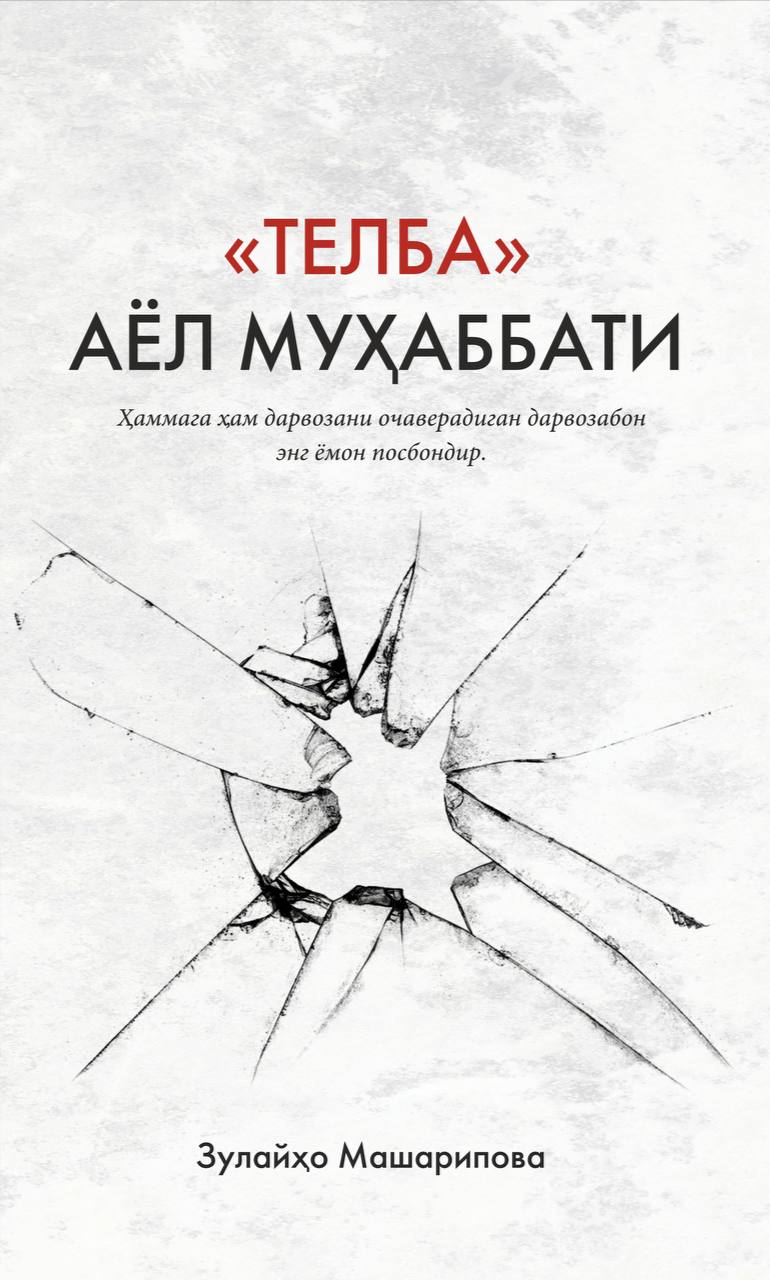 «ТЕЛБА»
АЁЛ МУҲАББАТИ
Ҳаммага ҳам дарвозани очаверадиган дарвозабон
энг ёмон посбондир.
Зулайҳо Машарипова